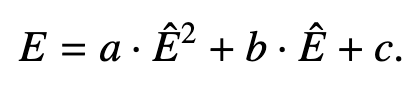 E = a · Ê² + b · Ê + c.